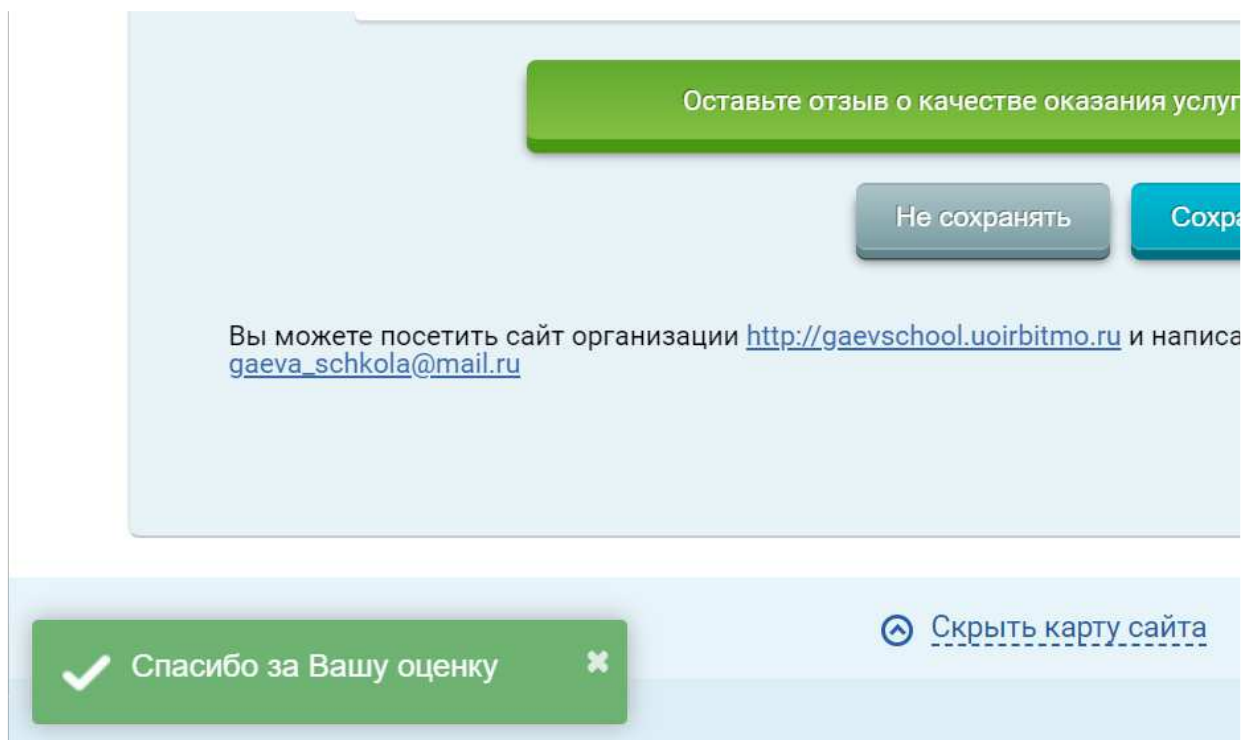 Оставьте отзыв о качестве оказания услуг
Не сохранять
Вы можете посетить сайт организации http://gaevschool.uoirbitmo.ru и
gaeva_schkola@mail.ru
Скрыть карту сайта
Спасибо за Вашу оценку